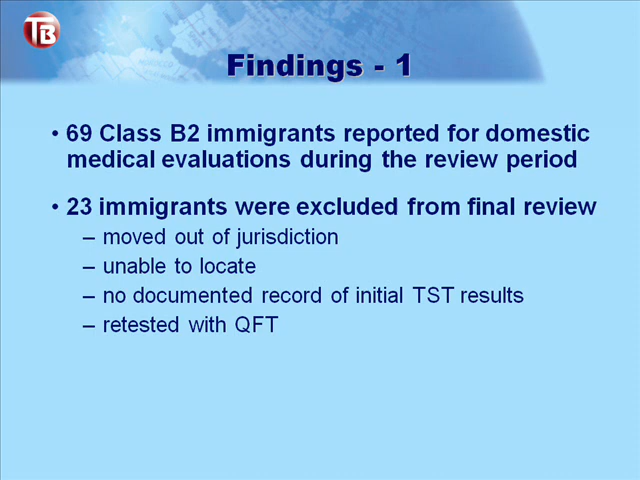 TB
Findings - 1
• 69 Class B2 immigrants reported for domestic
medical evaluations during the review period
• 23 immigrants were excluded from final review
– moved out of jurisdiction
– unable to locate
– no documented record of initial TST results
– retested with QFT